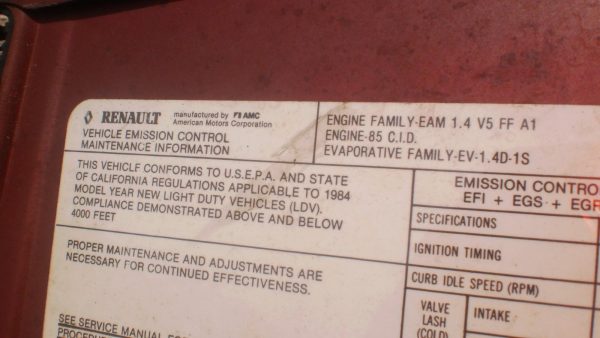 RENAULT manufactured by AMC
American Motors Corporation
VEHICLE EMISSION CONTROL
MAINTENANCE INFORMATION
ENGINE FAMILY-EAM 1.4 V5 FF A1
ENGINE-85 C.I.D.
EVAPORATIVE FAMILY-EV-1.4D-1S
THIS VEHICLE CONFORMS TO U.S.E.P.A. AND STATE
OF CALIFORNIA REGULATIONS APPLICABLE TO 1984
MODEL YEAR NEW LIGHT DUTY VEHICLES (LDV).
COMPLIANCE DEMONSTRATED ABOVE AND BELOW
4000 FEET
PROPER MAINTENANCE AND ADJUSTMENTS ARE
NECESSARY FOR CONTINUED EFFECTIVENESS.
SEE SERVICE MANUAL
EMISSION CONTRO
EFI + EGS + EGR
SPECIFICATIONS
IGNITION TIMING
CURB IDLE SPEED (RPM)
VALVE
LASH
(COLD)
INTAKE